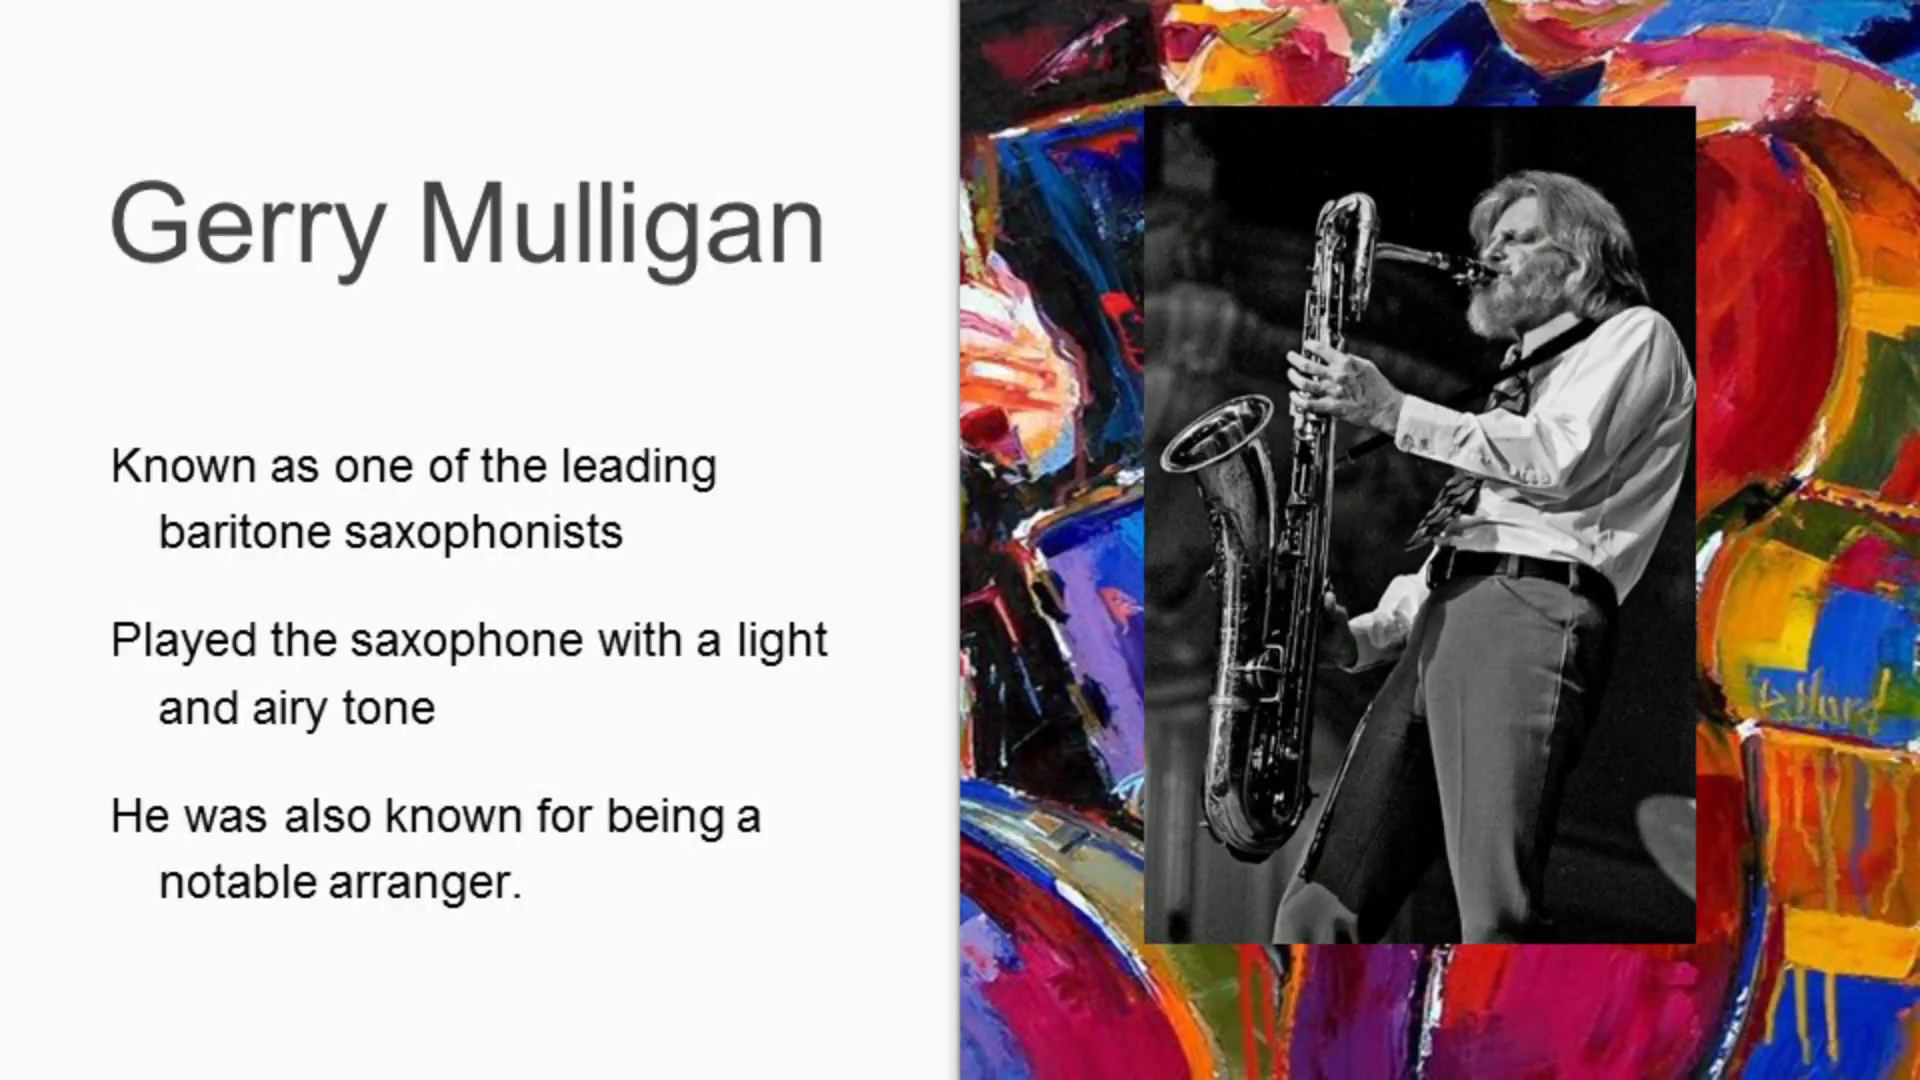 Gerry Mulligan
Known as one of the leading
baritone saxophonists
Played the saxophone with a light
and airy tone
He was also known for being a
notable arranger.